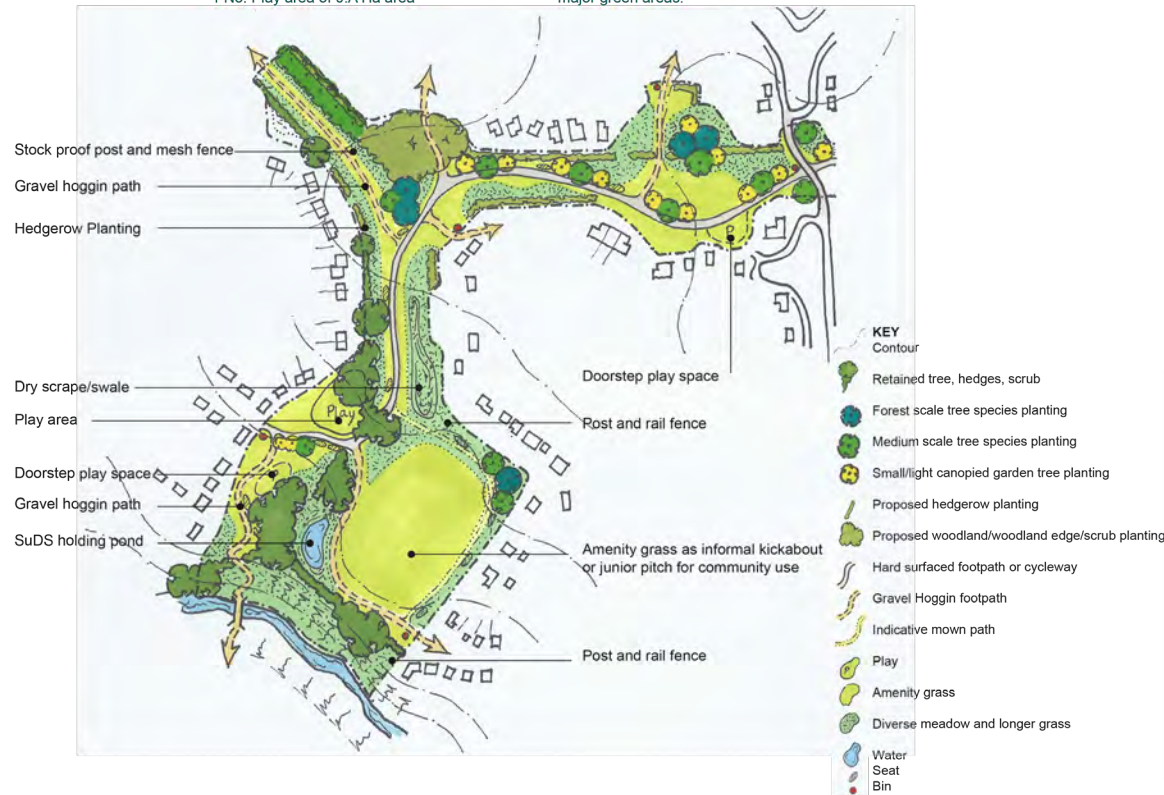 major green areas.
Stock proof post and mesh fence
Gravel hoggin path
Hedgerow Planting
Dry scrape/swale
Play area
Doorstep play space
Gravel hoggin path
SuDS holding pond
Play
P
Doorstep play space
Post and rail fence
Amenity grass as informal kickabout
or junior pitch for community use
Post and rail fence
KEY
Contour
Retained tree, hedges, scrub
Forest scale tree species planting
Medium scale tree species planting
Small/light canopied garden tree planting
Proposed hedgerow planting
Proposed woodland/woodland edge/scrub planting
Hard surfaced footpath or cycleway
Gravel Hoggin footpath
Indicative mown path
Play
Amenity grass
Diverse meadow and longer grass
Water
Seat
Bin